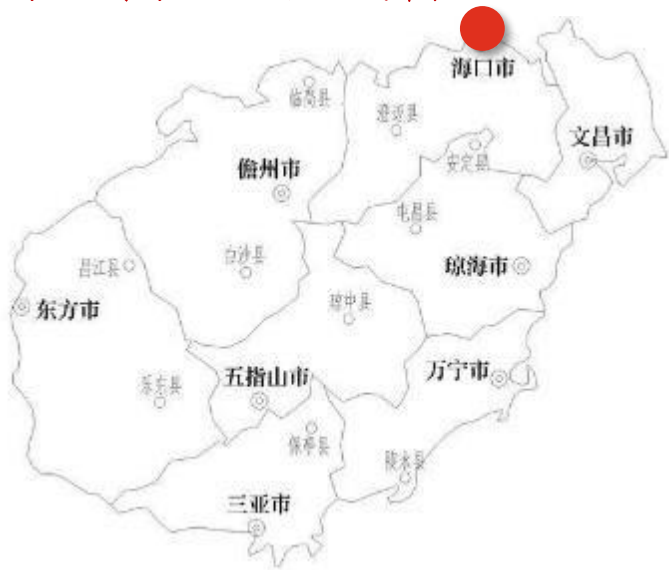 海口市
临高县
澄迈县
文昌市
安定县
儋州市
屯昌县
白沙县
昌江县
琼海市
东方市
琼中县
五指山市
万宁市
乐东县
保亭县
陵水县
三亚市